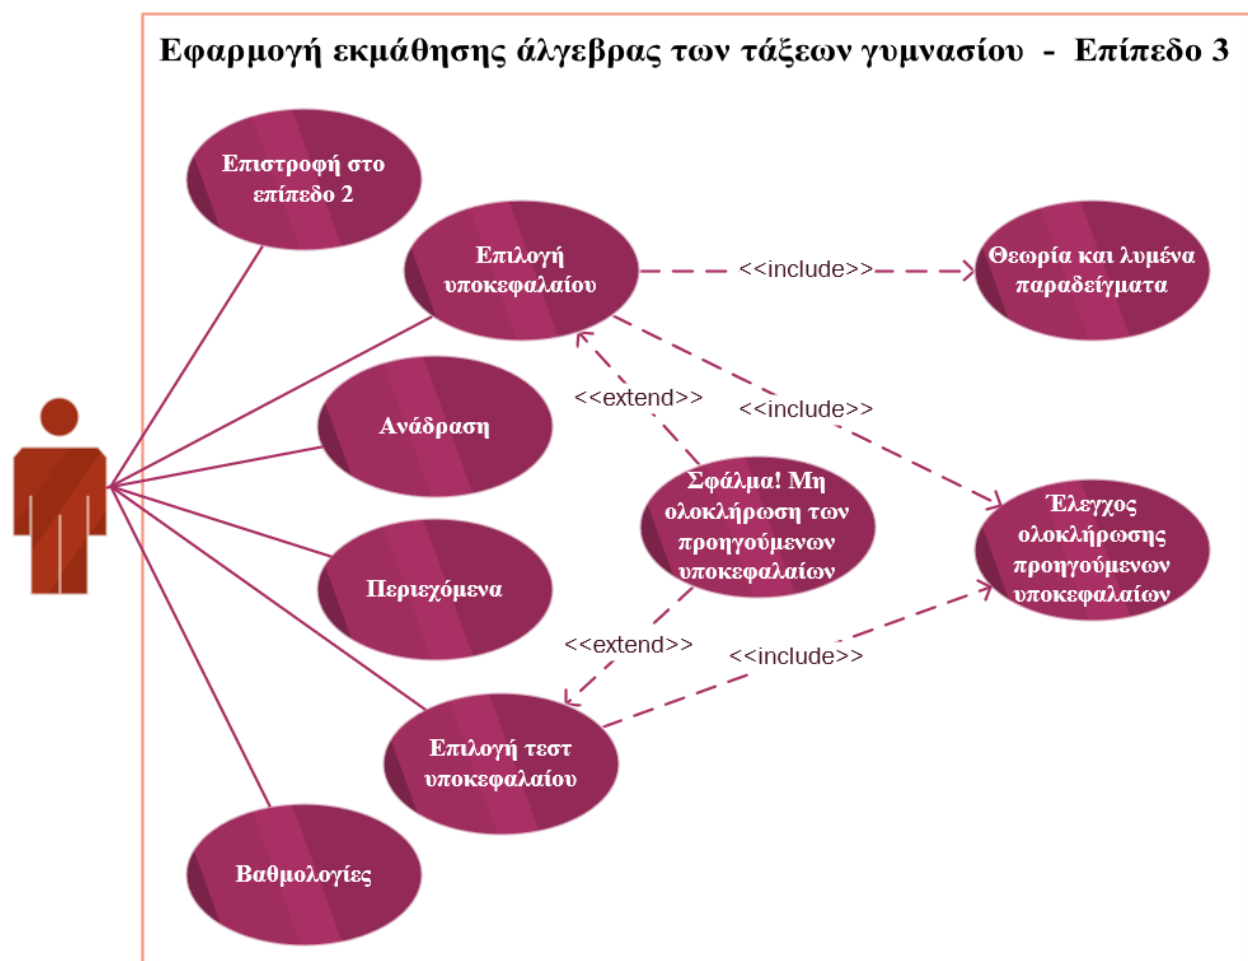 Εφαρμογή εκμάθησης άλγεβρας των τάξεων γυμνασίου - Επίπεδο 3
Επιστροφή στο
επίπεδο 2
Επιλογή
υποκεφαλαίου
<<include>>
Θεωρία και λυμένα
παραδείγματα
<<extend>>
<<include>>
Ανάδραση
Σφάλμα! Μη
ολοκλήρωση των
προηγούμενων
υποκεφαλαίων
Έλεγχος
ολοκλήρωσης
προηγούμενων
υποκεφαλαίων
Περιεχόμενα
<<extend>>
<<include>>
Επιλογή τεστ
υποκεφαλαίου
Βαθμολογίες